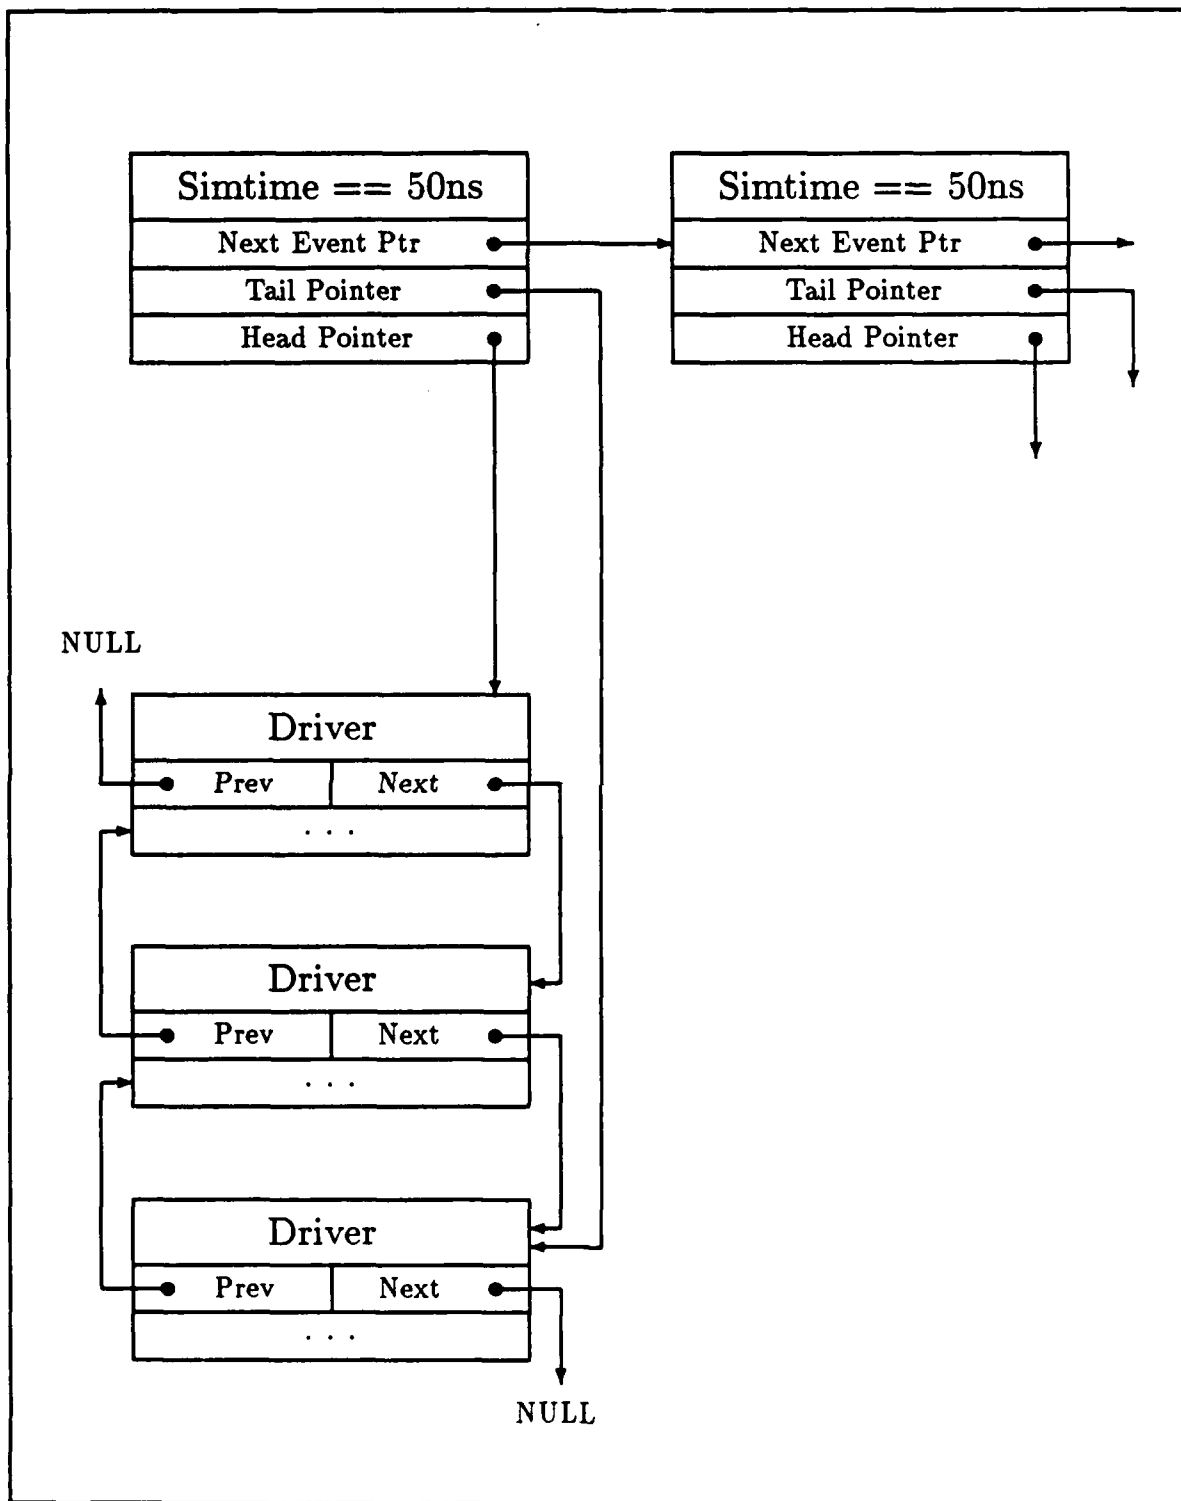 Simtime == 50ns
Next Event Ptr
Tail Pointer
Head Pointer
Simtime == 50ns
Next Event Ptr
Tail Pointer
Head Pointer
NULL
Driver
Prev Next
. . .
Driver
Prev Next
. . .
Driver
Prev Next
. . .
NULL